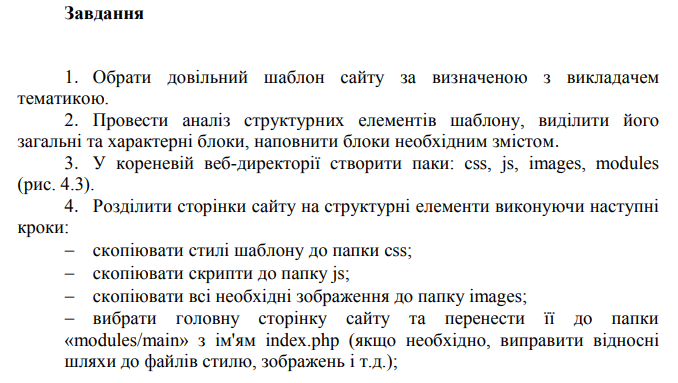 Завдання
1. Обрати довільний шаблон сайту за визначеною з викладачем
тематикою.
2. Провести аналіз структурних елементів шаблону, виділити його
загальні та характерні блоки, наповнити блоки необхідним змістом.
3. У кореневій веб-директорії створити паки: css, js, images, modules
(рис. 4.3).
4. Розділити сторінки сайту на структурні елементи виконуючи наступні
кроки:
– скопіювати стилі шаблону до папки css;
– скопіювати скрипти до папку js;
– скопіювати всі необхідні зображення до папку images;
– вибрати головну сторінку сайту та перенести її до папки
«modules/main» з ім'ям index.php (якщо необхідно, виправити відносні
шляхи до файлів стилю, зображень і т.д.);